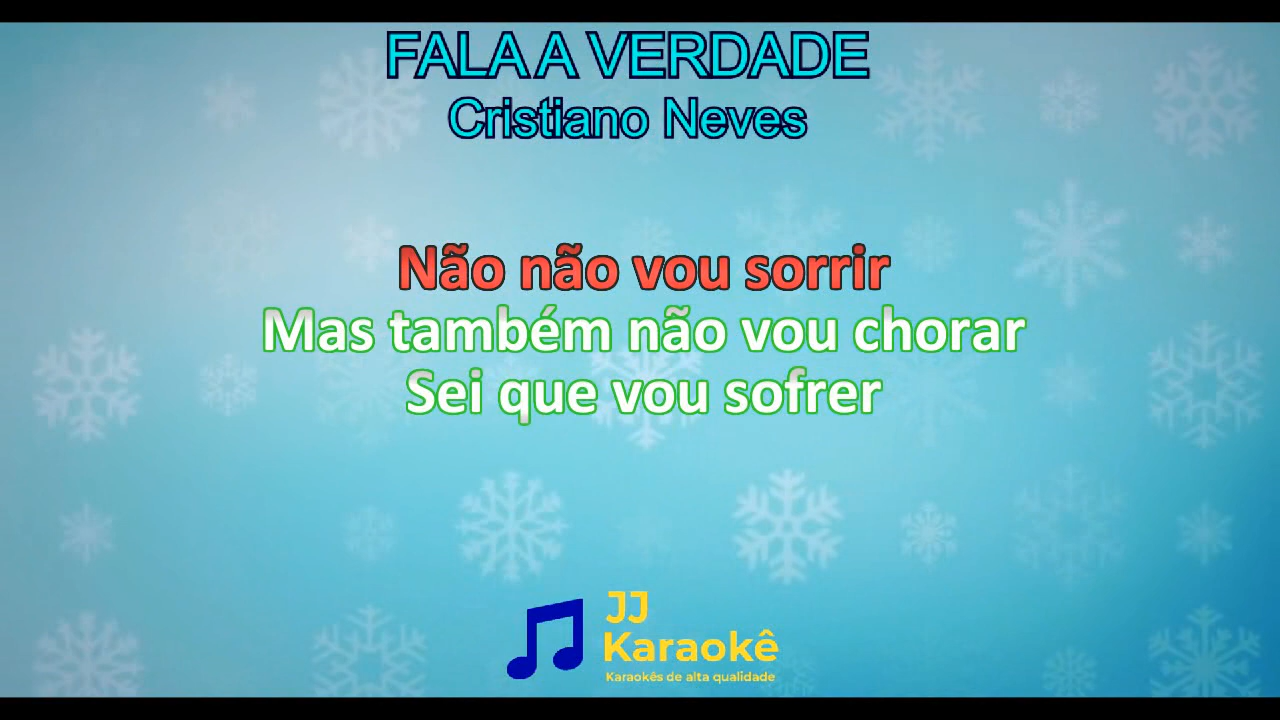 FALA A VERDADE
Cristiano Neves
Não não vou sorrir
Mas também não vou chorar
Sei que vou sofrer
JJ
Karaokê
Karaokês de alta qualidade